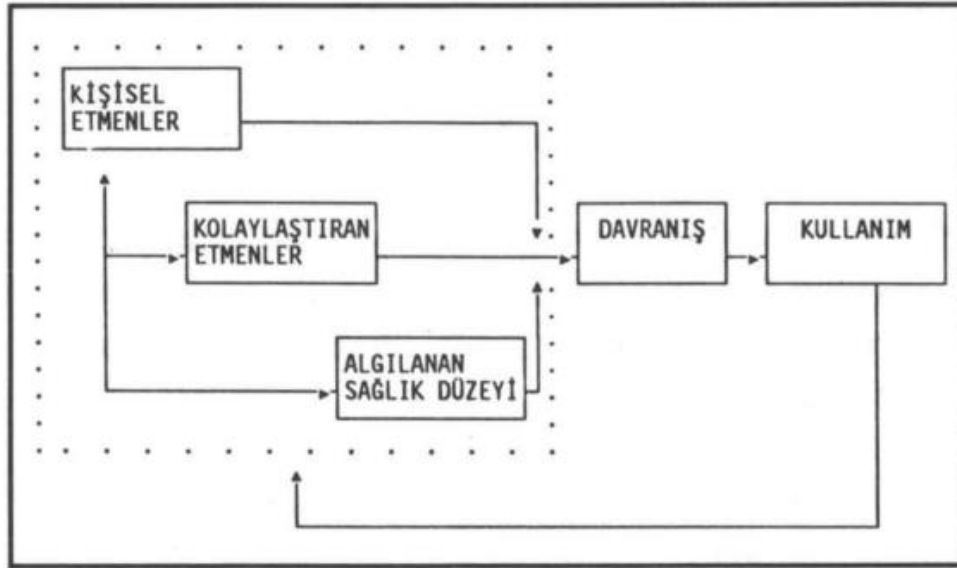 KİŞİSEL
ETMENLER
KOLAYLAŞTIRAN
ETMENLER
DAVRANIŞ
KULLANIM
ALGILANAN
SAĞLIK DÜZEYİ